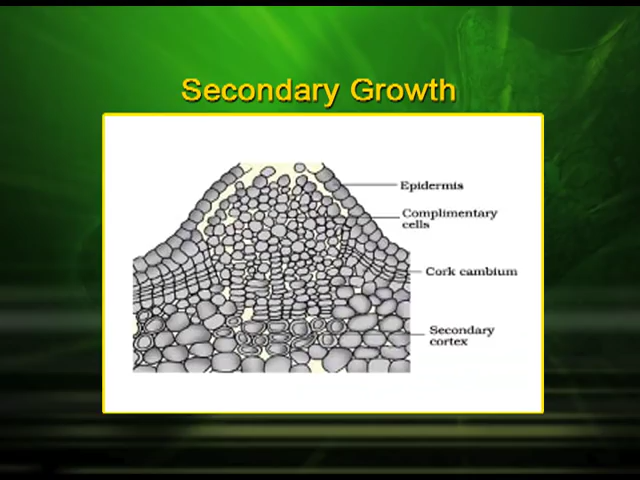 Secondary Growth
Epidermis
Complimentary
cells
Cork cambium
Secondary
cortex